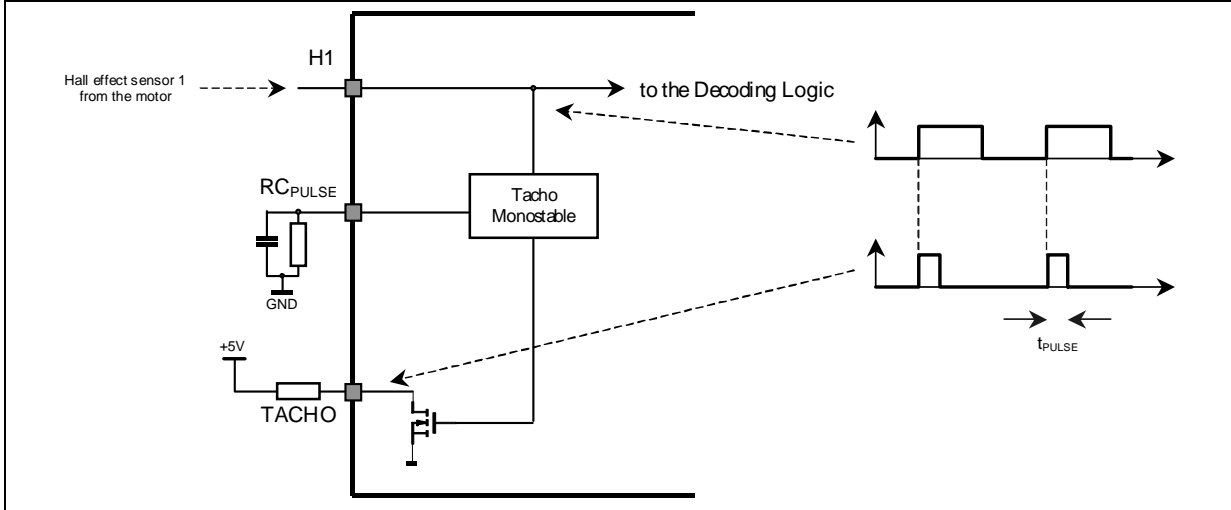 H1
Hall effect sensor 1
from the motor
to the Decoding Logic
RCPULSE
Tacho
Monostable
GND
tPULSE
+5V
TACHO